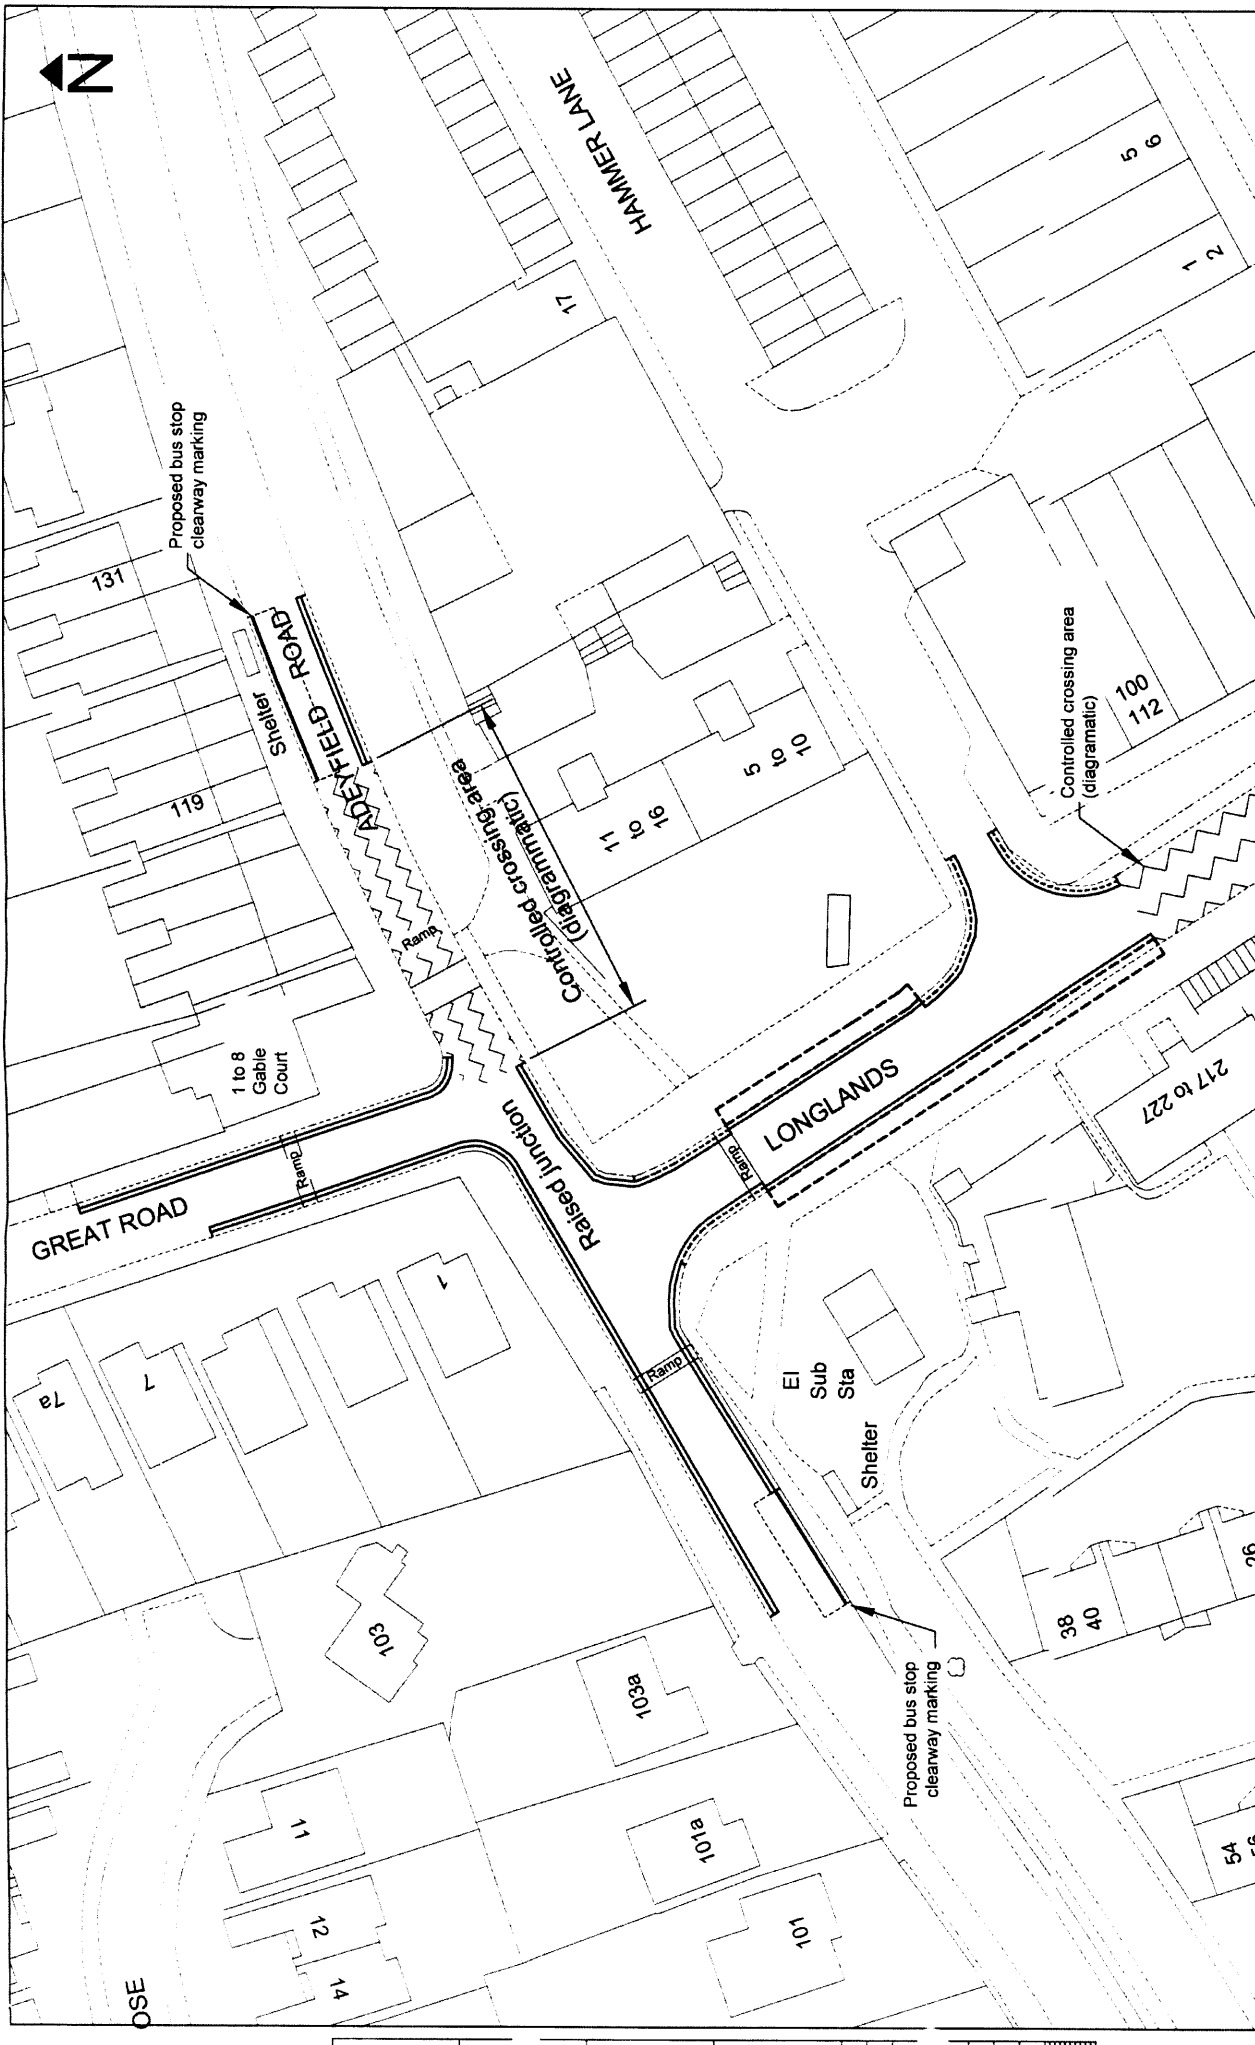 N
HAMMER LANE
5
6
1
2
17
Proposed bus stop
clearway marking
131
Shelter
119
ADEYFIELD ROAD
Ramp
Controlled crossing area
(diagrammatic)
11
to
16
5
to
10
100
112
Controlled crossing area
(diagramatic)
1 to 8
Gable
Court
GREAT ROAD
Ramp
Raised junction
Ramp
LONGLANDS
217 to 227
1
7
7a
Ramp
El
Sub
Sta
Shelter
103
103a
Proposed bus stop
clearway marking
38
40
26
11
12
14
101a
101
54
OSE